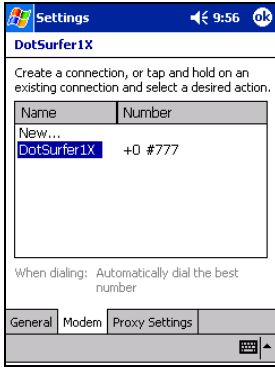 Settings 9:56 ok
DotSurfer1X
Create a connection, or tap and hold on an
existing connection and select a desired action.
Name Number
New...
DotSurfer1X +0 #777
When dialing: Automatically dial the best
number
General Modem Proxy Settings